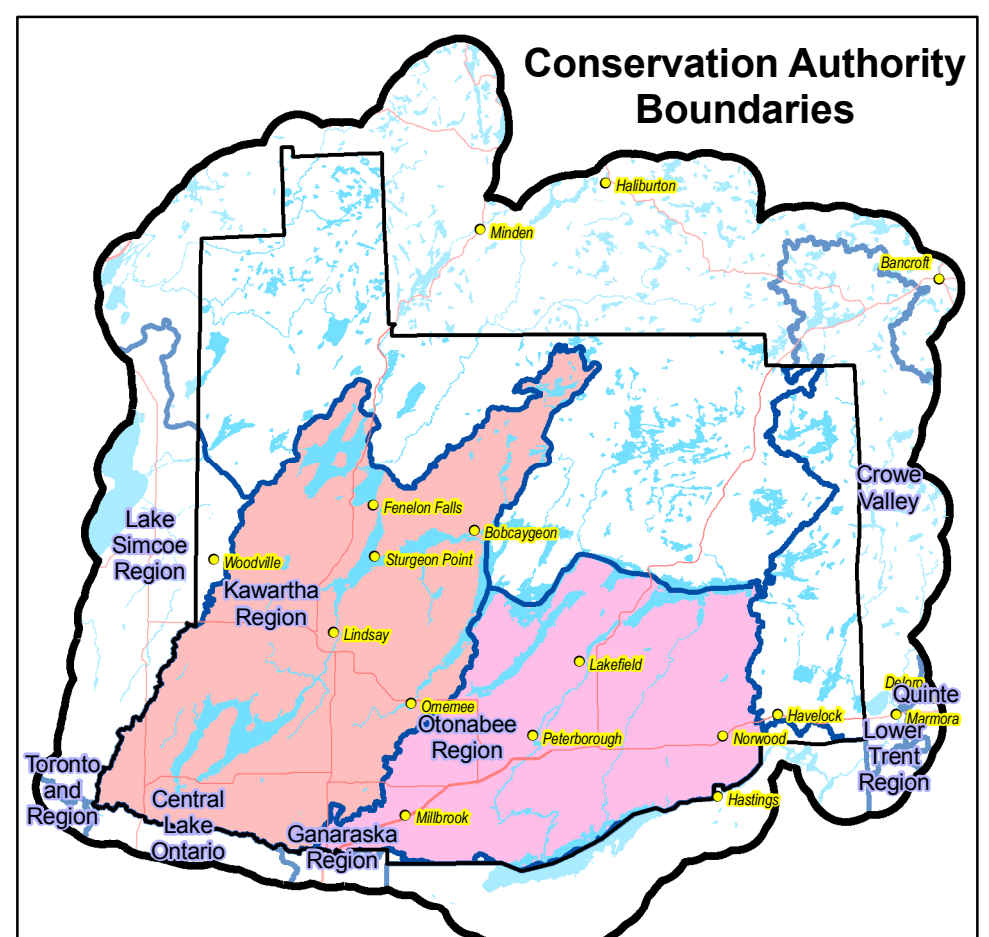 Conservation Authority
Boundaries
Haliburton
Minden
Bancroft
Crowe
Valley
Fenelon Falls
Lake
Simcoe
Region
Bobcaygeon
Sturgeon Point
Woodville
Kawartha
Region
Lindsay
Lakefield
Deloro
Quinte
Omemee
Otonabee
Region
Havelock
Marmora
Peterborough
Norwood
Lower
Trent
Region
Toronto
and
Region
Central
Lake
Ontario
Hastings
Millbrook
Ganaraska
Region